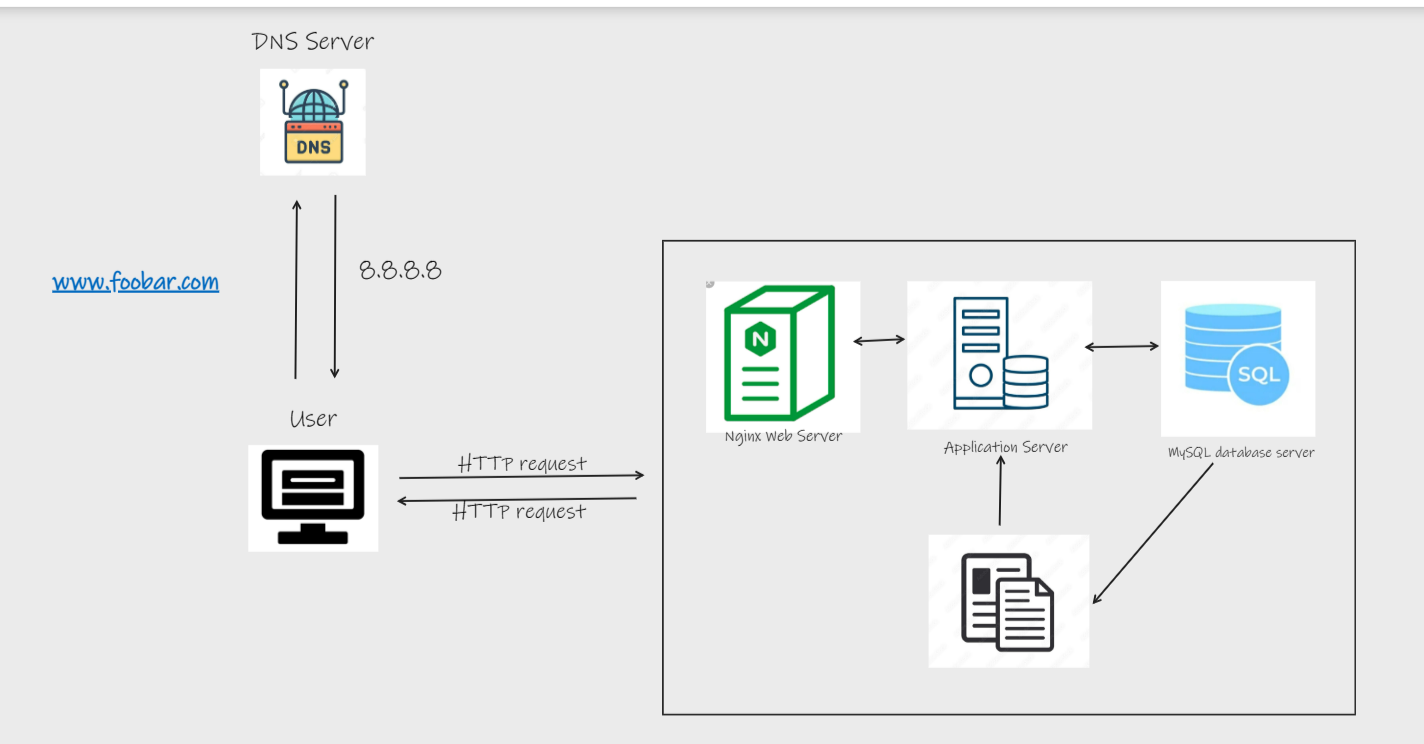 DNS Server
DNS
www.foobar.com
8.8.8.8
User
HTTP request
HTTP request
N
Nginx Web Server
Application Server
SQL
MySQL database server